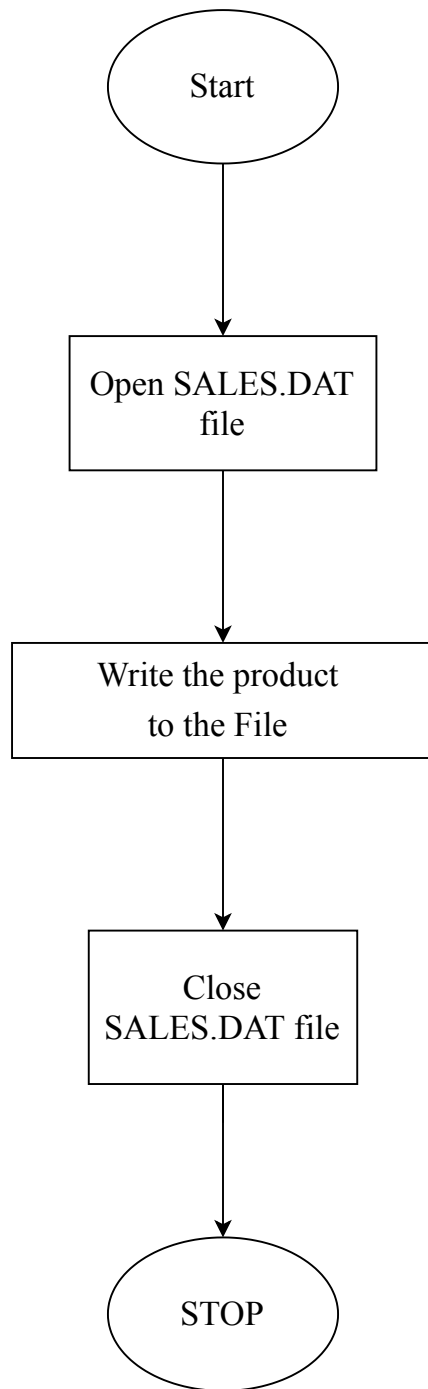 Start
Open SALES.DAT
file
Write the product
to the File
Close
SALES.DAT file
STOP